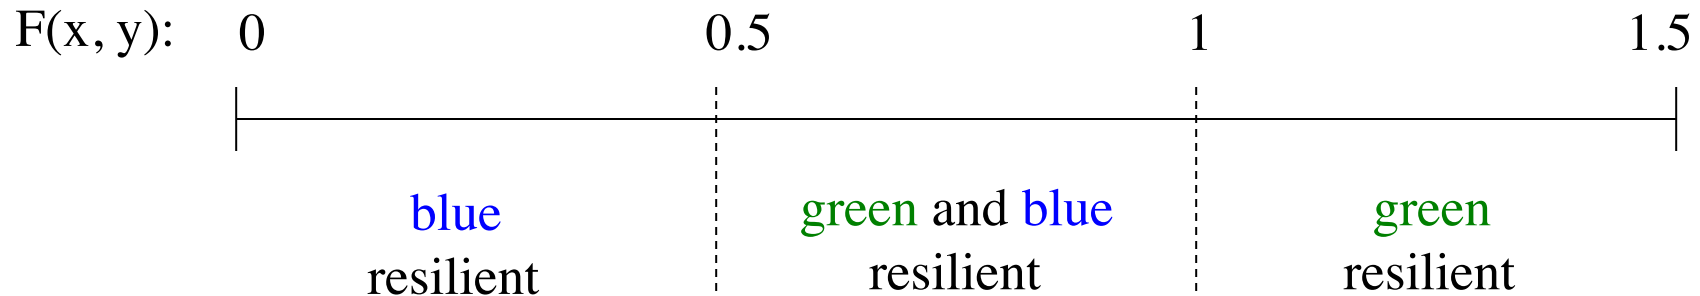 F(x, y): 0 0.5 1 1.5
blue green and blue green
resilient resilient resilient